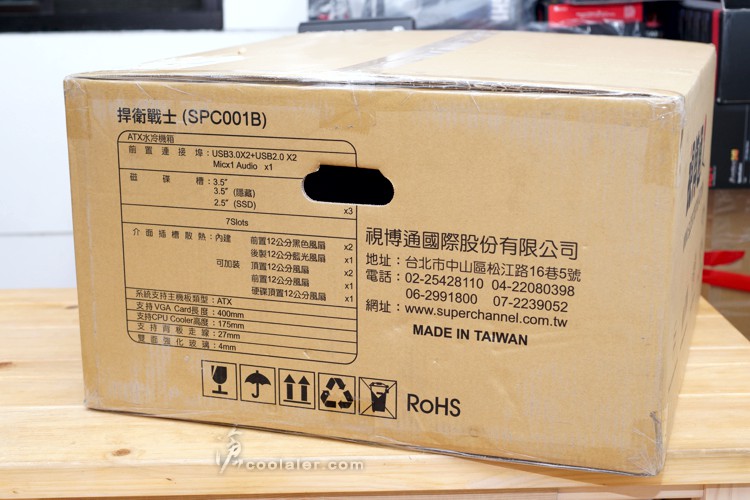 捍衛戰士 (SPC001B)
ATX水冷機箱
前置連接埠：USB3.0X2+USB2.0 X2
Micx1 Audio x1
磁碟槽：3.5"
3.5" (隱藏)
2.5" (SSD) x3
7Slots
介面插槽散熱：內建 前置12公分黑色風扇 x2
後製12公分藍光風扇 x1
可加裝 頂置12公分風扇 x2
前置12公分風扇 x1
硬碟頂置12公分風扇 x1
系統支持主機板類型：ATX
支持VGA Card長度：400mm
支持CPU Cooler高度：175mm
支持背板走線：27mm
雙面強化玻璃：4mm
視博通國際股份有限公司
地址：台北市中山區松江路16巷5號
電話：02-25428110 04-22080398
06-2991800 07-2239052
網址：www.superchannel.com.tw
MADE IN TAIWAN
RoHS
滄 coolaler.com